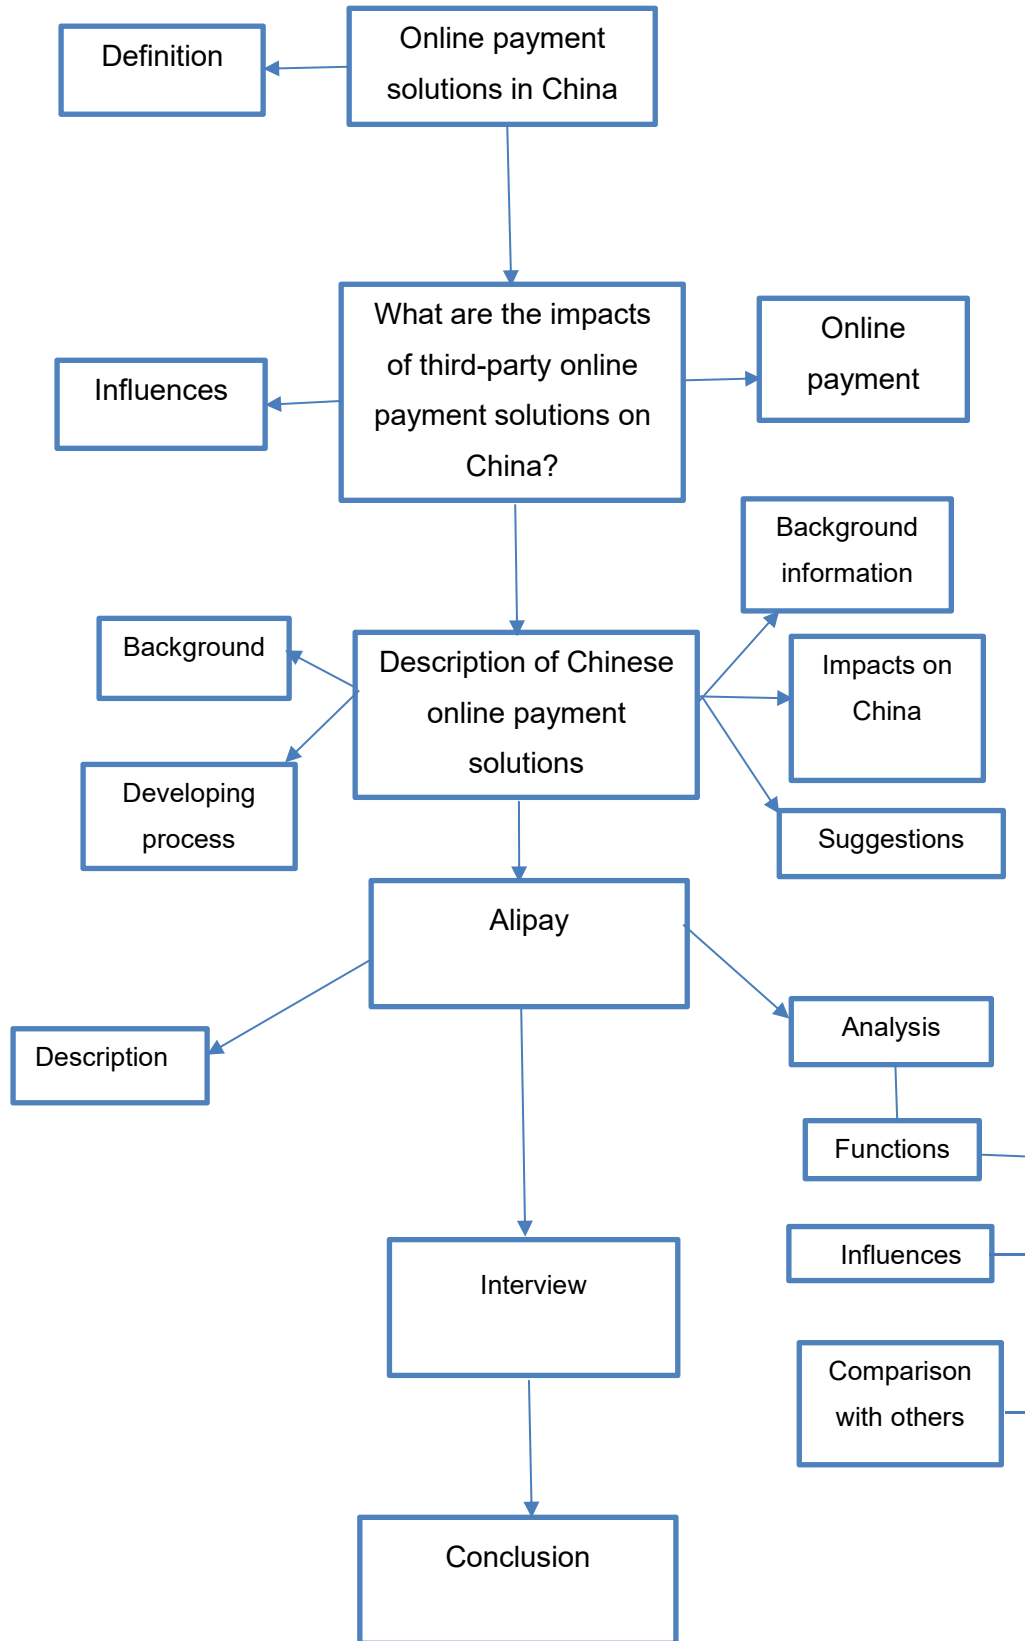 Definition
Online payment
solutions in China
What are the impacts
of third-party online
payment solutions on
China?
Influences
Online
payment
Background
information
Background
Description of Chinese
online payment
solutions
Impacts on
China
Developing
process
Suggestions
Alipay
Description
Analysis
Functions
Influences
Interview
Comparison
with others
Conclusion